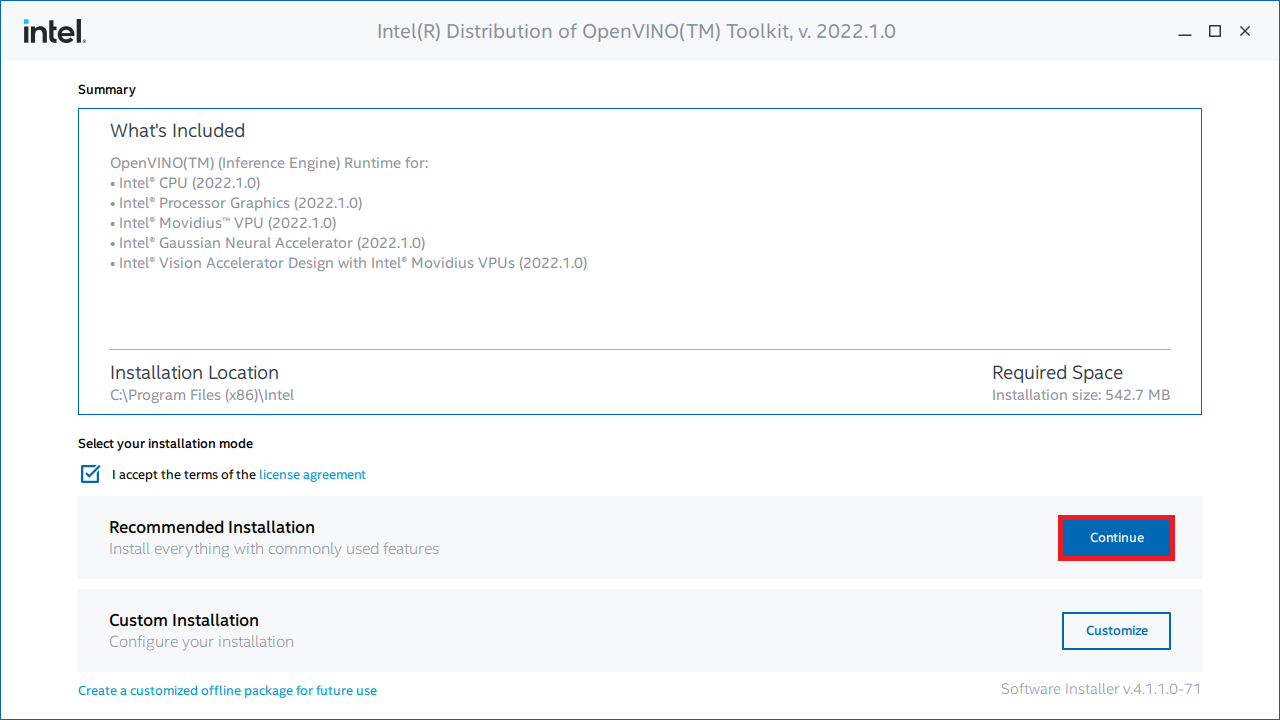 intel.
Intel(R) Distribution of OpenVINO(TM) Toolkit, v. 2022.1.0
Summary
What's Included
OpenVINO(TM) (Inference Engine) Runtime for:
• Intel® CPU (2022.1.0)
• Intel® Processor Graphics (2022.1.0)
• Intel® Movidius™ VPU (2022.1.0)
• Intel® Gaussian Neural Accelerator (2022.1.0)
• Intel® Vision Accelerator Design with Intel® Movidius VPUs (2022.1.0)
Installation Location
C:\Program Files (x86)\Intel
Required Space
Installation size: 542.7 MB
Select your installation mode
I accept the terms of the license agreement
Recommended Installation
Install everything with commonly used features
Continue
Custom Installation
Configure your installation
Customize
Create a customized offline package for future use
Software Installer v.4.1.1.0-71